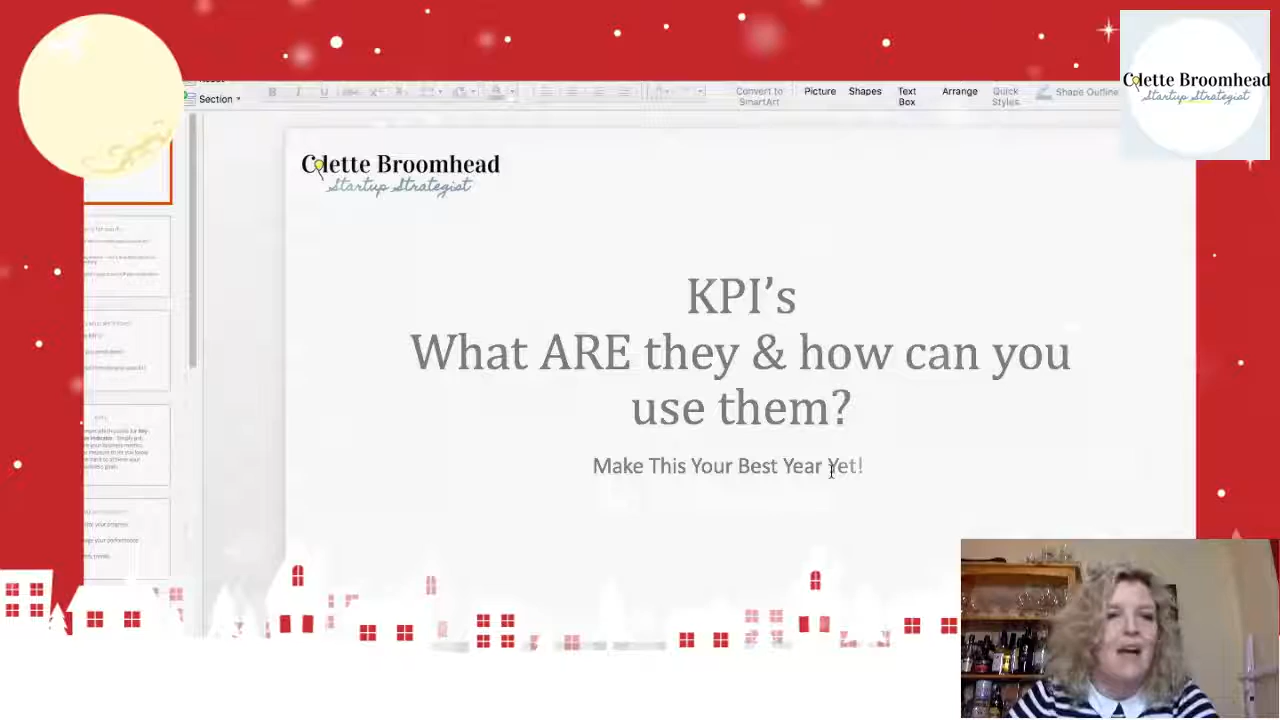 Section
B I U
Convert to
SmartArt
Picture
Shapes
Text
Box
Arrange
Quick
Styles
Shape Outline
Colette Broomhead
Startup Strategist
Colette Broomhead
Startup Strategist
KPI's
What ARE they & how can you
use them?
Make This Your Best Year Yet!